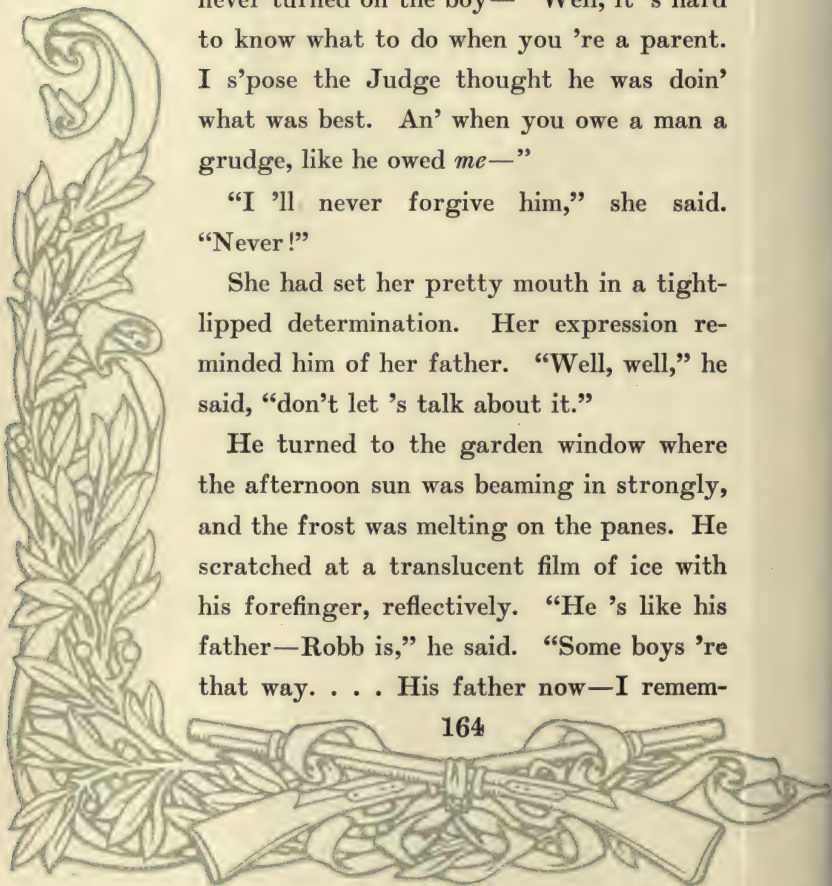 never turned on the boy— "Well, it 's hard
to know what to do when you 're a parent.
I s'pose the Judge thought he was doin'
what was best. An' when you owe a man a
grudge, like he owed me—"
"I 'll never forgive him," she said.
"Never!"
She had set her pretty mouth in a tight-
lipped determination. Her expression re-
minded him of her father. "Well, well," he
said, "don't let 's talk about it."
He turned to the garden window where
the afternoon sun was beaming in strongly,
and the frost was melting on the panes. He
scratched at a translucent film of ice with
his forefinger, reflectively. "He 's like his
father—Robb is," he said. "Some boys 're
that way. . . . His father now—I remem-
164